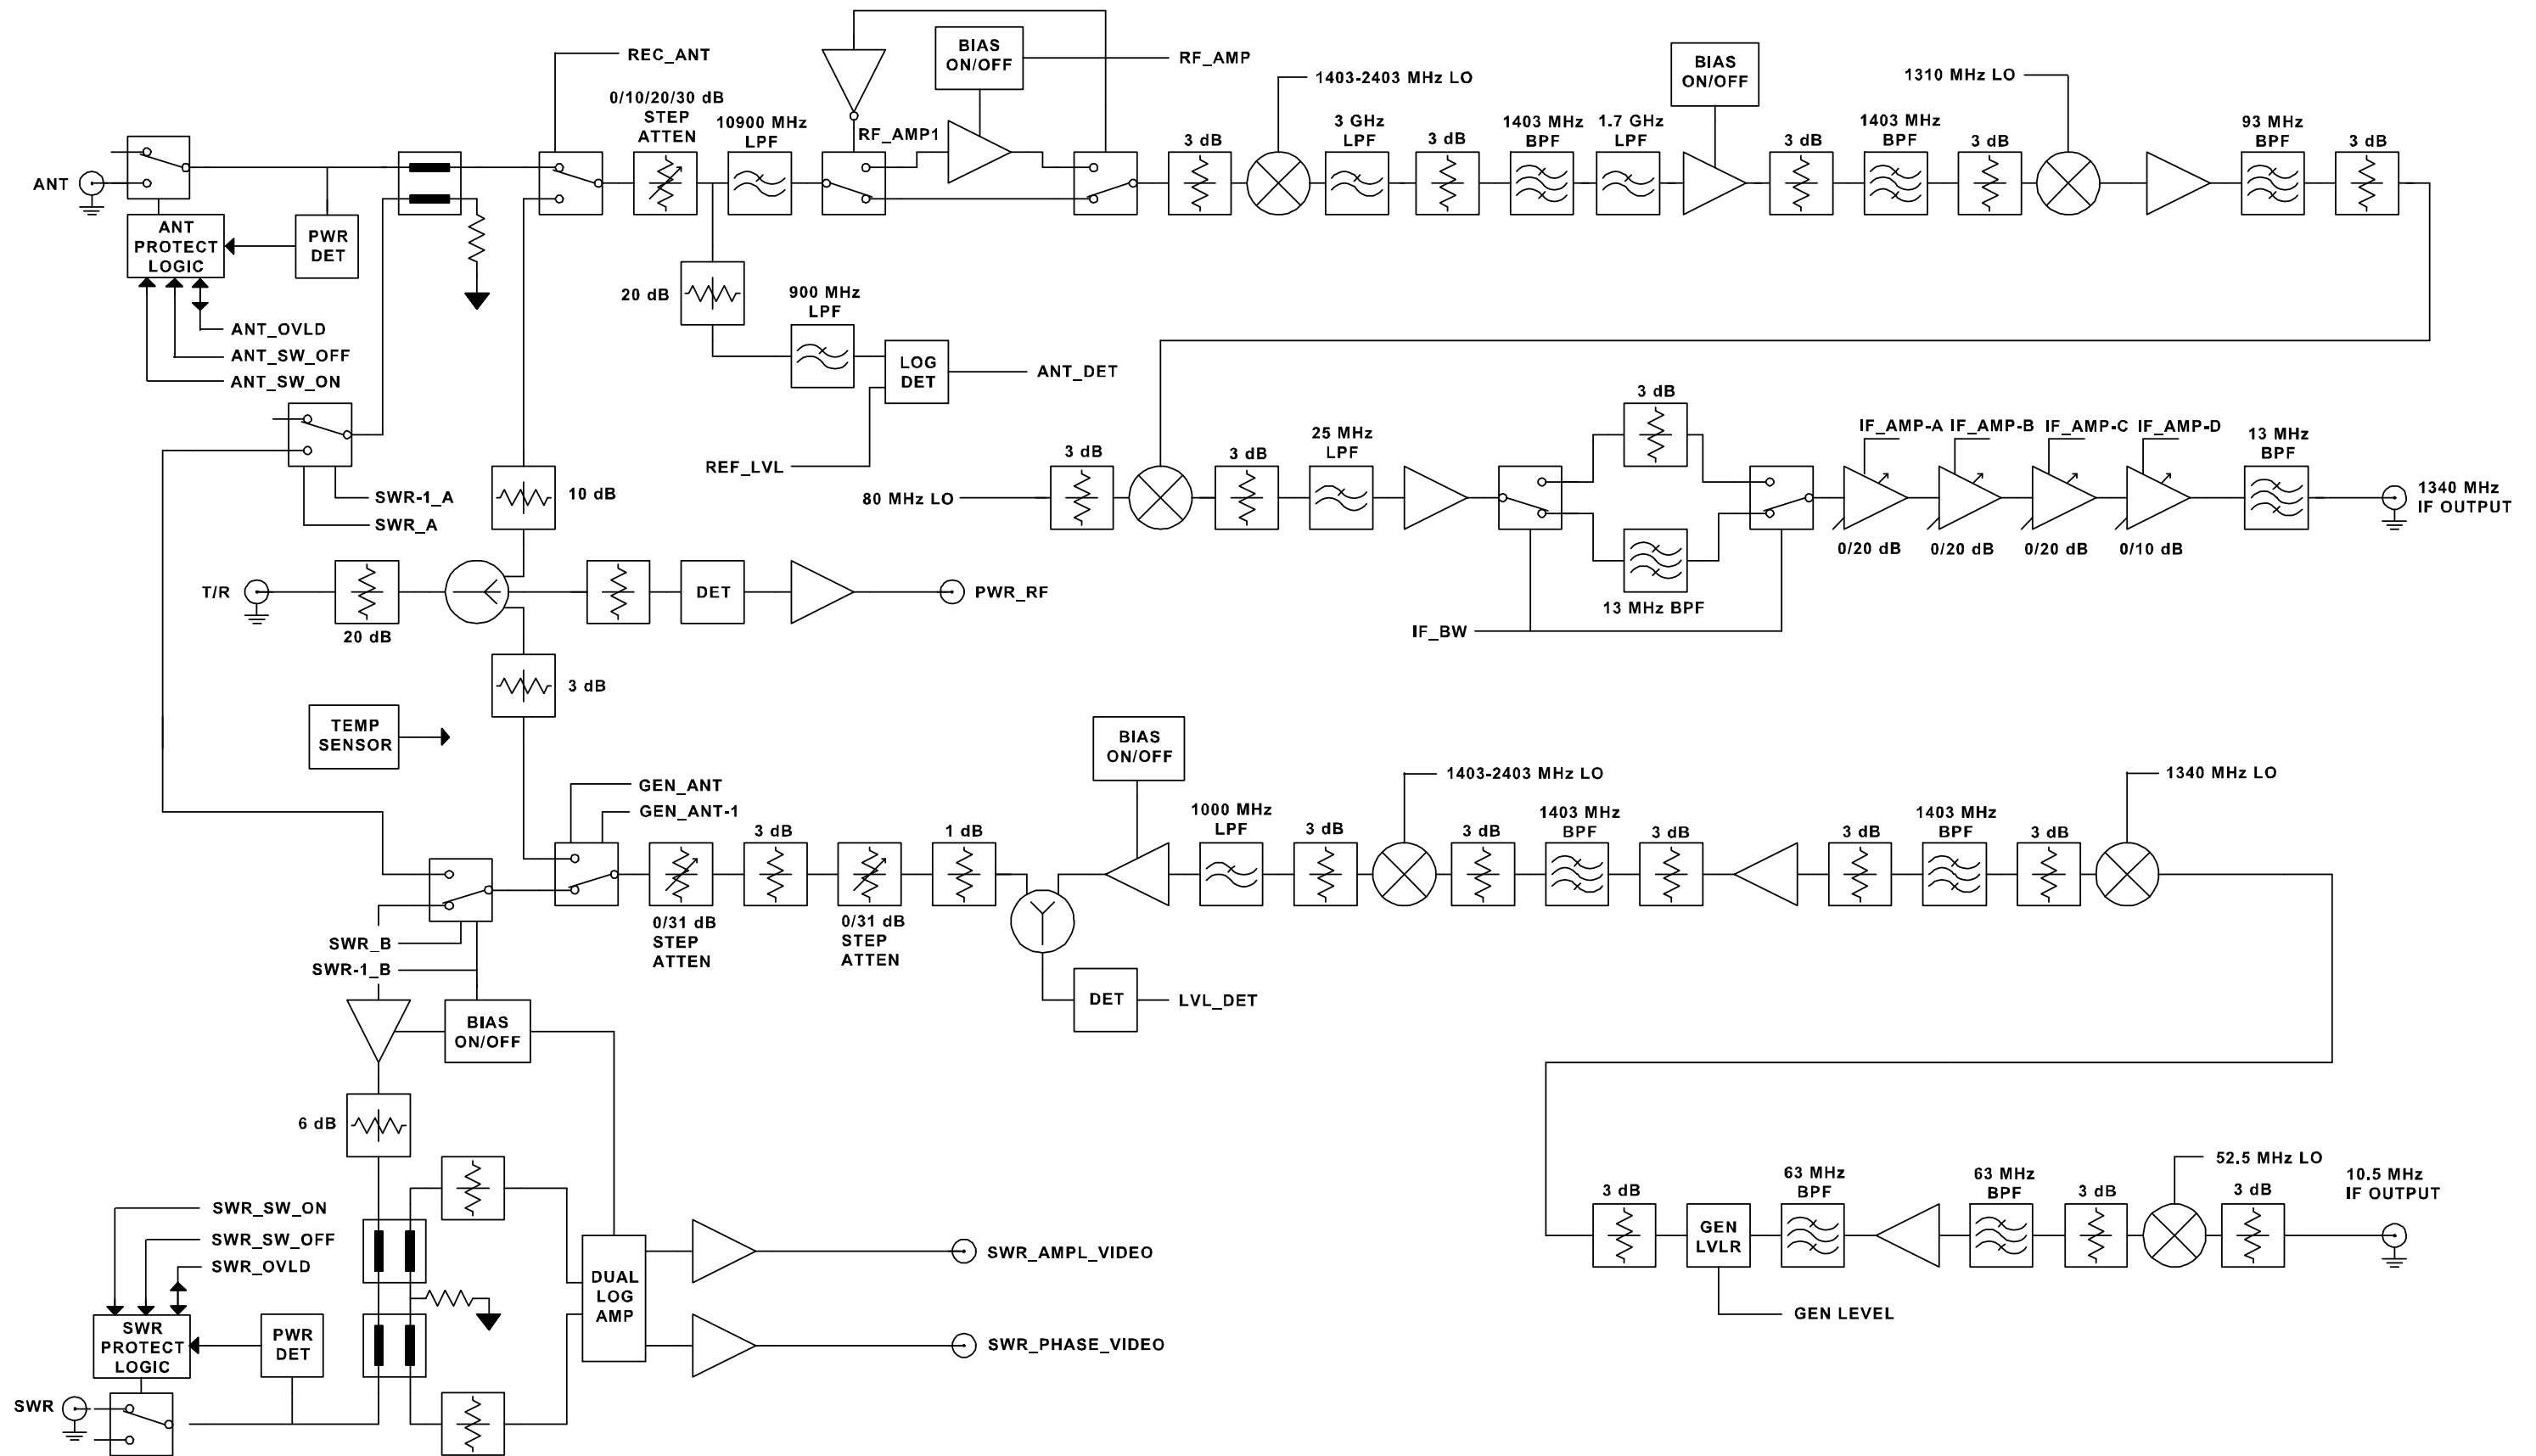 REC_ANT
0/10/20/30 dB
STEP
ATTEN
10900 MHz
LPF
RF_AMP1
BIAS
ON/OFF
RF_AMP
3 dB
1403-2403 MHz LO
3 GHz
LPF
3 dB
1403 MHz
BPF
1.7 GHz
LPF
BIAS
ON/OFF
3 dB
1403 MHz
BPF
3 dB
1310 MHz LO
93 MHz
BPF
3 dB
ANT
ANT
PROTECT
LOGIC
PWR
DET
ANT_OVLD
ANT_SW_OFF
ANT_SW_ON
20 dB
900 MHz
LPF
LOG
DET
ANT_DET
REF_LVL
SWR-1_A
SWR_A
10 dB
80 MHz LO
3 dB
3 dB
25 MHz
LPF
3 dB
13 MHz BPF
IF_BW
IF_AMP-A
IF_AMP-B
IF_AMP-C
IF_AMP-D
0/20 dB
0/20 dB
0/20 dB
0/10 dB
13 MHz
BPF
1340 MHz
IF OUTPUT
T/R
20 dB
DET
PWR_RF
3 dB
TEMP
SENSOR
GEN_ANT
GEN_ANT-1
0/31 dB
STEP
ATTEN
3 dB
0/31 dB
STEP
ATTEN
1 dB
BIAS
ON/OFF
1000 MHz
LPF
3 dB
1403-2403 MHz LO
3 dB
1403 MHz
BPF
3 dB
3 dB
1403 MHz
BPF
3 dB
1340 MHz LO
DET
LVL_DET
SWR_B
SWR-1_B
BIAS
ON/OFF
6 dB
SWR_SW_ON
SWR_SW_OFF
SWR_OVLD
SWR
PROTECT
LOGIC
PWR
DET
SWR
DUAL
LOG
AMP
SWR_AMPL_VIDEO
SWR_PHASE_VIDEO
3 dB
GEN
LVLR
GEN LEVEL
63 MHz
BPF
63 MHz
BPF
3 dB
52.5 MHz LO
3 dB
10.5 MHz
IF OUTPUT